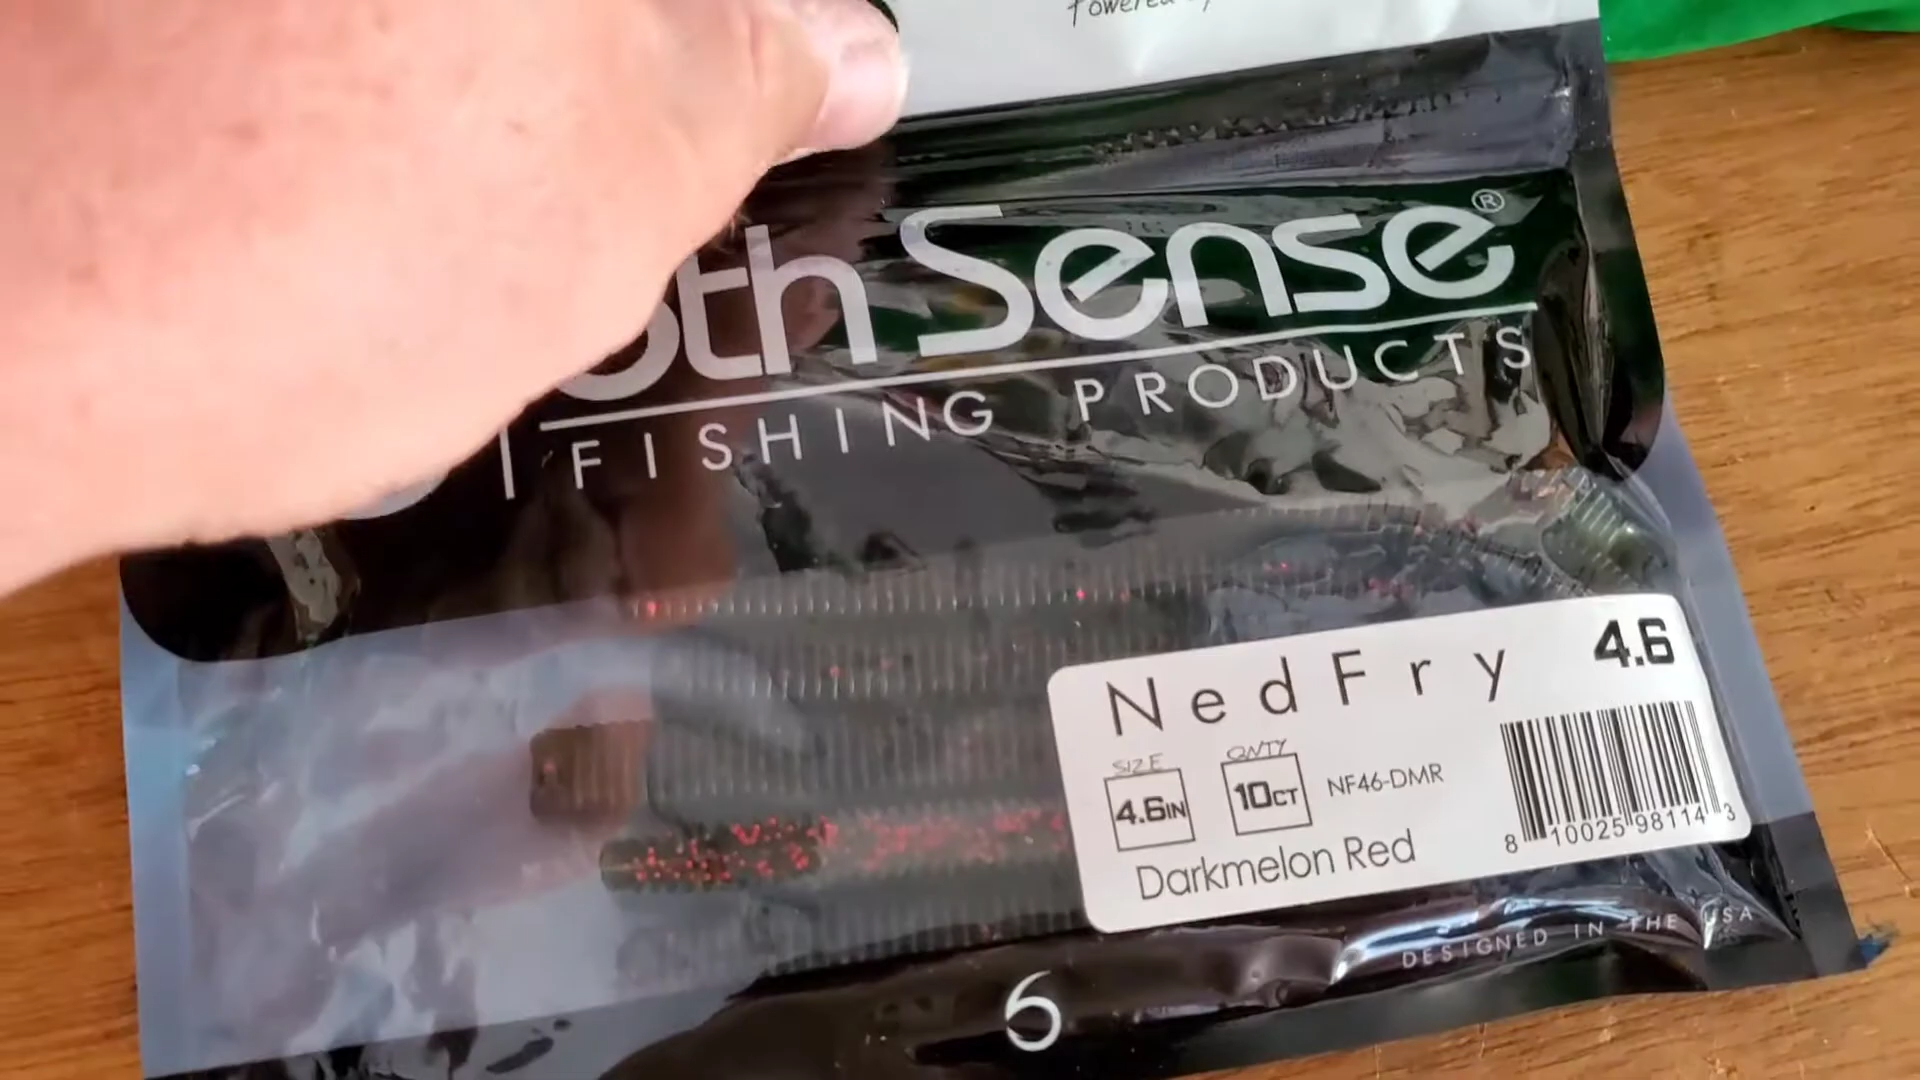 Powered
6th Sense®
FISHING PRODUCTS
NedFry 4.6
SIZE QNTY
4.6IN 10CT NF46-DMR
Darkmelon Red
8 10025 98114 3
DESIGNED IN THE USA
6